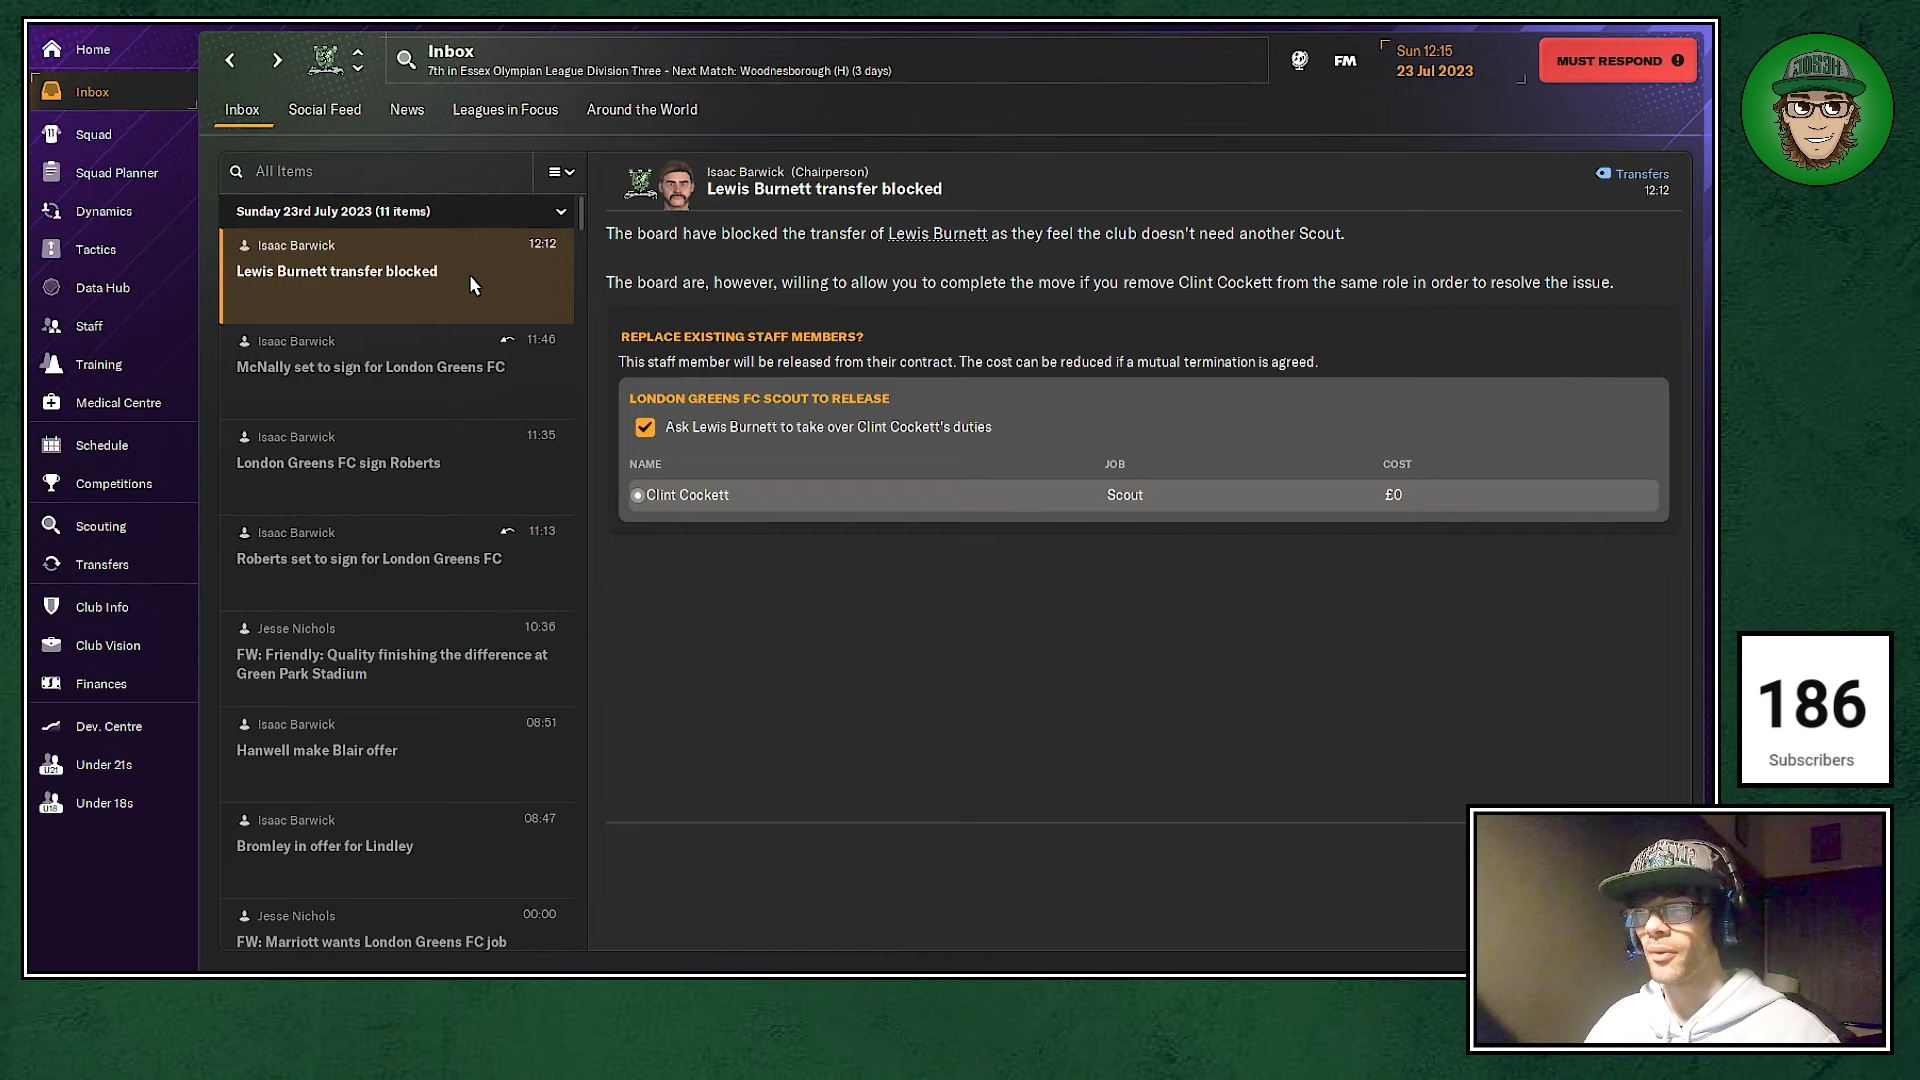 Home
Inbox
Squad
Squad Planner
Dynamics
Tactics
Data Hub
Staff
Training
Medical Centre
Schedule
Competitions
Scouting
Transfers
Club Info
Club Vision
Finances
Dev. Centre
U21
Under 21s
U18
Under 18s
Inbox
7th in Essex Olympian League Division Three - Next Match: Woodnesborough (H) (3 days)
FM
Sun 12:15
23 Jul 2023
MUST RESPOND
Inbox
Social Feed
News
Leagues in Focus
Around the World
All Items
Sunday 23rd July 2023 (11 items)
Isaac Barwick
12:12
Lewis Burnett transfer blocked
Isaac Barwick
11:46
McNally set to sign for London Greens FC
Isaac Barwick
11:35
London Greens FC sign Roberts
Isaac Barwick
11:13
Roberts set to sign for London Greens FC
Jesse Nichols
10:36
FW: Friendly: Quality finishing the difference at
Green Park Stadium
Isaac Barwick
08:51
Hanwell make Blair offer
Isaac Barwick
08:47
Bromley in offer for Lindley
Jesse Nichols
00:00
FW: Marriott wants London Greens FC job
Isaac Barwick (Chairperson)
Lewis Burnett transfer blocked
Transfers
12:12
The board have blocked the transfer of Lewis Burnett as they feel the club doesn't need another Scout.
The board are, however, willing to allow you to complete the move if you remove Clint Cockett from the same role in order to resolve the issue.
REPLACE EXISTING STAFF MEMBERS?
This staff member will be released from their contract. The cost can be reduced if a mutual termination is agreed.
LONDON GREENS FC SCOUT TO RELEASE
Ask Lewis Burnett to take over Clint Cockett's duties
NAME
JOB
COST
Clint Cockett
Scout
£0
186
Subscribers